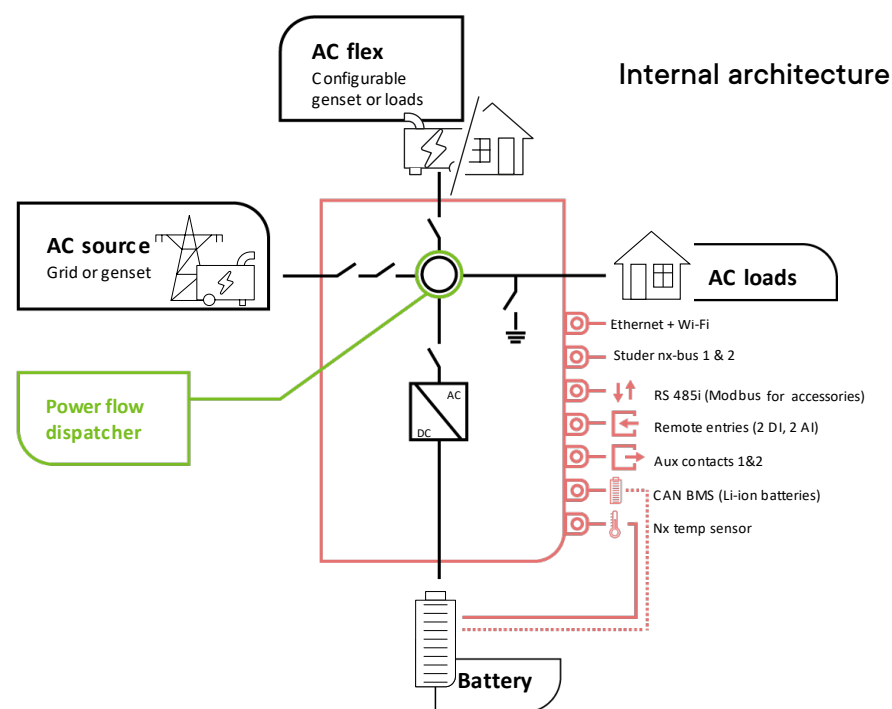 AC flex
Configurable
genset or loads
Internal architecture
AC source
Grid or genset
AC loads
Ethernet + Wi-Fi
Studer nx-bus 1 & 2
RS 485i (Modbus for accessories)
Remote entries (2 DI, 2 AI)
Aux contacts 1&2
CAN BMS (Li-ion batteries)
Nx temp sensor
Power flow
dispatcher
AC
DC
Battery